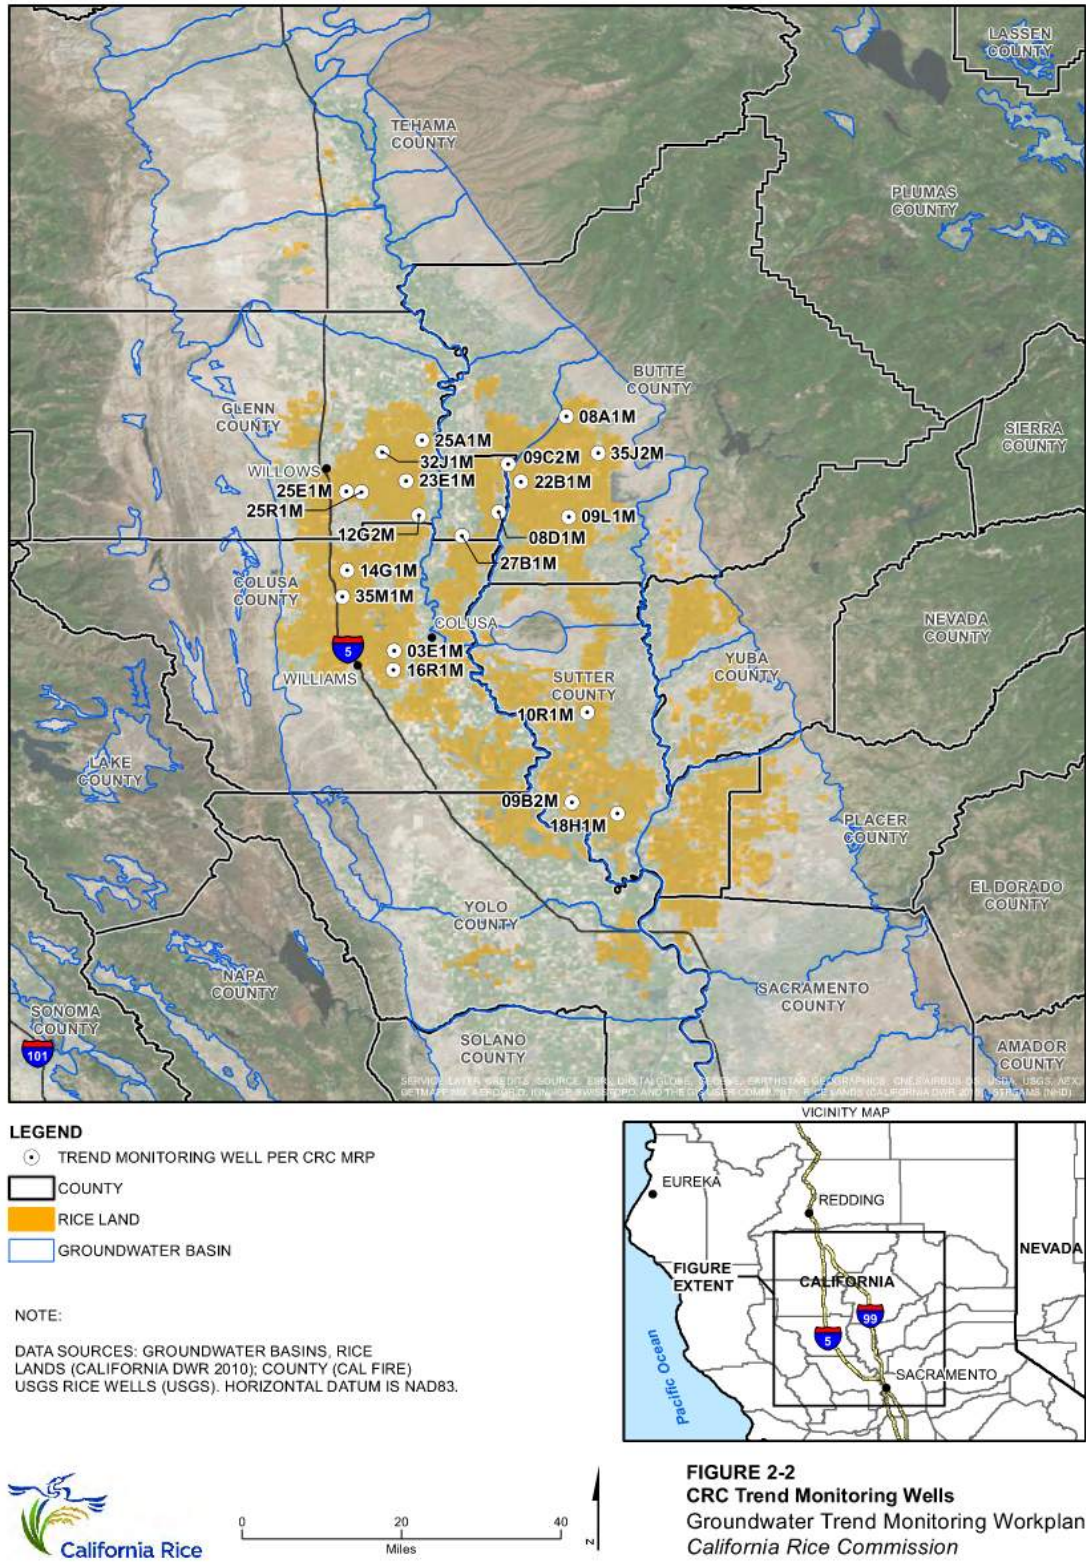 LASSEN
COUNTY
TEHAMA
COUNTY
PLUMAS
COUNTY
BUTTE
COUNTY
GLENN
COUNTY
08A1M
SIERRA
COUNTY
25A1M
32J1M
09C2M
35J2M
WILLOWS
23E1M
22B1M
25E1M
25R1M
09L1M
12G2M
08D1M
27B1M
14G1M
COLUSA
COUNTY
35M1M
NEVADA
COUNTY
COLUSA
5
03E1M
WILLIAMS
16R1M
YUBA
COUNTY
SUTTER
COUNTY
10R1M
LAKE
COUNTY
09B2M
18H1M
PLACER
COUNTY
EL DORADO
COUNTY
YOLO
COUNTY
NAPA
COUNTY
SACRAMENTO
COUNTY
SONOMA
COUNTY
SOLANO
COUNTY
AMADOR
COUNTY
101
LEGEND
TREND MONITORING WELL PER CRC MRP
COUNTY
RICE LAND
GROUNDWATER BASIN
NOTE:
DATA SOURCES: GROUNDWATER BASINS, RICE
LANDS (CALIFORNIA DWR 2010); COUNTY (CAL FIRE)
USGS RICE WELLS (USGS). HORIZONTAL DATUM IS NAD83.
VICINITY MAP
EUREKA
REDDING
NEVADA
FIGURE
EXTENT
CALIFORNIA
99
5
SACRAMENTO
Pacific Ocean
California Rice
0 20 40
Miles
N
FIGURE 2-2
CRC Trend Monitoring Wells
Groundwater Trend Monitoring Workplan
California Rice Commission